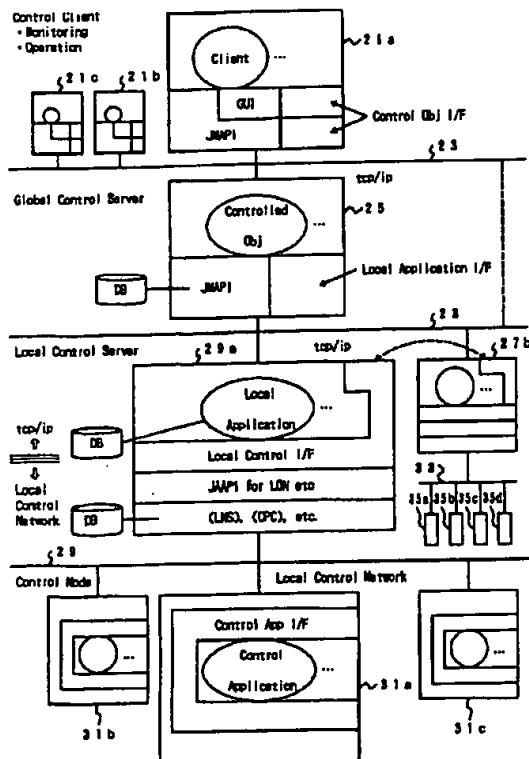 Control Client
・Monitoring
・Operation
21c
21b
21a
Client
...
GUI
JMAPI
Control Obj I/F
23
tcp/ip
Global Control Server
25
Controlled
Obj
...
DB
JMAPI
Local Application I/F
23
Local Control Server
29a
tcp/ip
27b
Local
Application
...
...
tcp/ip
DB
Local Control I/F
33
Local
Control
Network
JAAPI for LON etc
35a
35b
35c
35d
DB
(LNS), (OPC), etc.
29
Control Node
Local Control Network
Control App I/F
...
Control
Application
...
...
31a
31b
31c